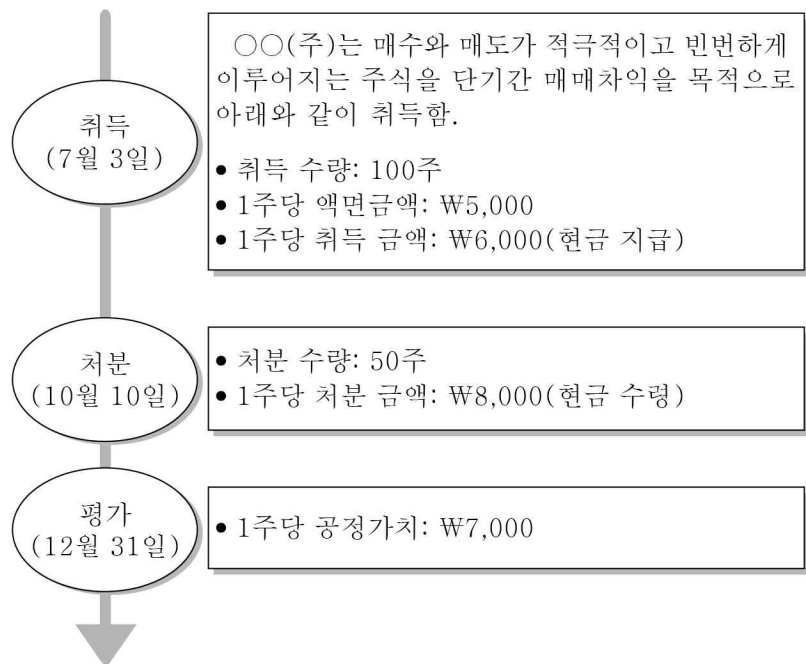 취득
(7월 3일)
○○(주)는 매수와 매도가 적극적이고 빈번하게
이루어지는 주식을 단기간 매매차익을 목적으로
아래와 같이 취득함.
• 취득 수량: 100주
• 1주당 액면금액: ₩5,000
• 1주당 취득 금액: ₩6,000(현금 지급)
처분
(10월 10일)
• 처분 수량: 50주
• 1주당 처분 금액: ₩8,000(현금 수령)
평가
(12월 31일)
• 1주당 공정가치: ₩7,000